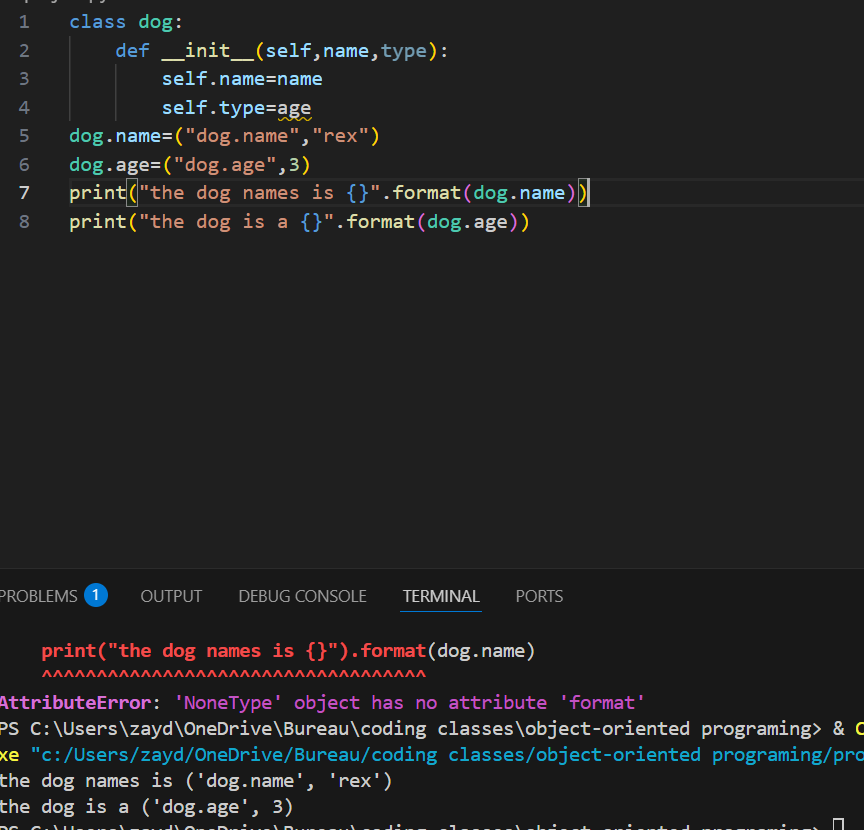 1 class dog:
2     def __init__(self,name,type):
3         self.name=name
4         self.type=age
5 dog.name=("dog.name","rex")
6 dog.age=("dog.age",3)
7 print("the dog names is {}".format(dog.name))
8 print("the dog is a {}".format(dog.age))
PROBLEMS 1 OUTPUT DEBUG CONSOLE TERMINAL PORTS
    print("the dog names is {}").format(dog.name)
    ^^^^^^^^^^^^^^^^^^^^^^^^^^^^^^^^^^^
AttributeError: 'NoneType' object has no attribute 'format'
PS C:\Users\zayd\OneDrive\Bureau\coding classes\object-oriented programing> & C
xe "c:/Users/zayd/OneDrive/Bureau/coding classes/object-oriented programing/pro
the dog names is ('dog.name', 'rex')
the dog is a ('dog.age', 3)
PS C:\Users\zayd\OneDrive\Bureau\coding classes\object-oriented programing>